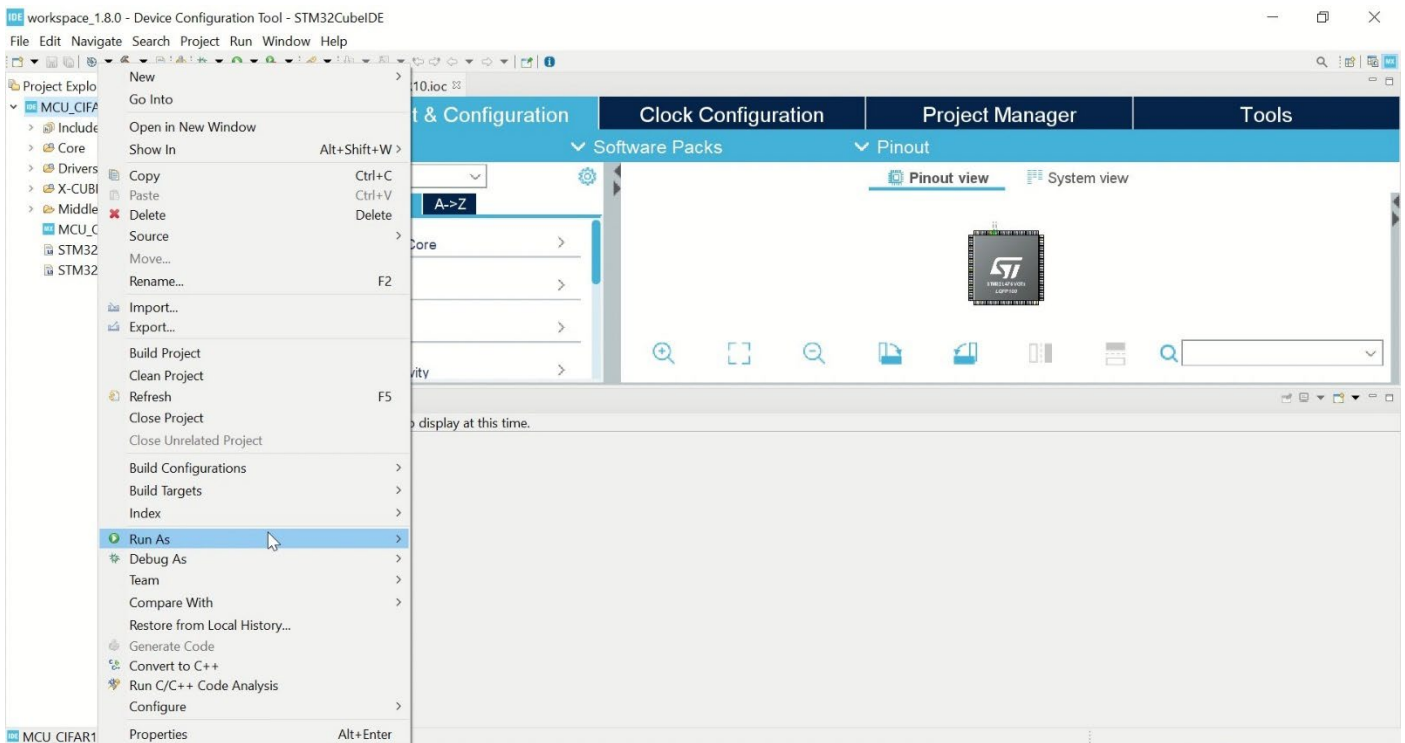 IDE workspace_1.8.0 - Device Configuration Tool - STM32CubeIDE
File Edit Navigate Search Project Run Window Help
Project Explo
10.ioc
IDE MCU_CIFA
Include
Core
Drivers
X-CUBI
Middle
MX MCU_C
STM32
STM32
New
Go Into
Open in New Window
Show In Alt+Shift+W
Copy Ctrl+C
Paste Ctrl+V
Delete Delete
Source
Move...
Rename... F2
Import...
Export...
Build Project
Clean Project
Refresh F5
Close Project
Close Unrelated Project
Build Configurations
Build Targets
Index
Run As
Debug As
Team
Compare With
Restore from Local History...
Generate Code
Convert to C++
Run C/C++ Code Analysis
Configure
Properties Alt+Enter
t & Configuration Clock Configuration Project Manager Tools
Software Packs Pinout
Pinout view System view
A->Z
Core
vity
ST
display at this time.
IDE MCU_CIFAR1